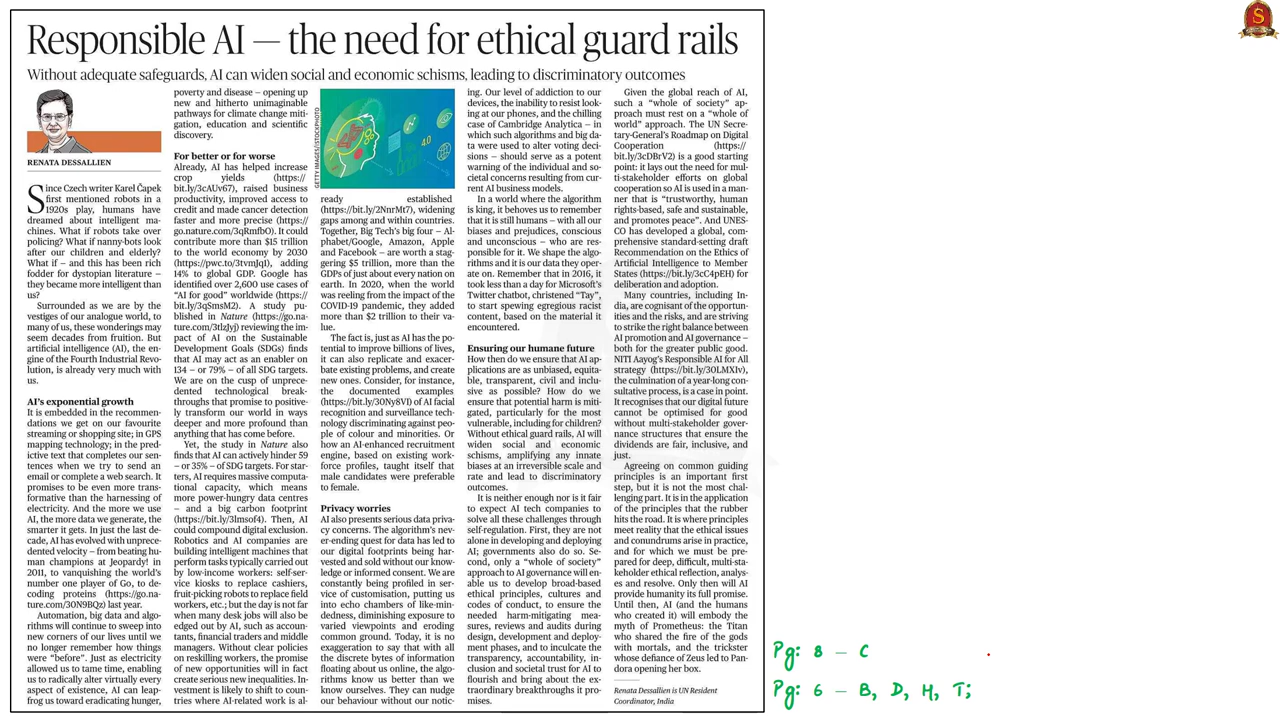 Responsible AI — the need for ethical guard rails
Without adequate safeguards, AI can widen social and economic schisms, leading to discriminatory outcomes
RENATA DESSALLIEN
Since Czech writer Karel Čapek
first mentioned robots in a
1920s play, humans have
dreamed about intelligent ma-
chines. What if robots take over
policing? What if nanny-bots look
after our children and elderly?
What if – and this has been rich
fodder for dystopian literature –
they became more intelligent than
us?
Surrounded as we are by the
vestiges of our analogue world, to
many of us, these wonderings may
seem decades from fruition. But
artificial intelligence (AI), the en-
gine of the Fourth Industrial Revo-
lution, is already very much with
us.
AI's exponential growth
It is embedded in the recommen-
dations we get on our favourite
streaming or shopping site; in GPS
mapping technology; in the pred-
ictive text that completes our sen-
tences when we try to send an
email or complete a web search. It
promises to be even more trans-
formative than the harnessing of
electricity. And the more we use
AI, the more data we generate, the
smarter it gets. In just the last de-
cade, AI has evolved with unprece-
dented velocity – from beating hu-
man champions at Jeopardy! in
2011, to vanquishing the world's
number one player of Go, to de-
coding proteins (https://go.na-
ture.com/30N9BQz) last year.
Automation, big data and algo-
rithms will continue to sweep into
new corners of our lives until we
no longer remember how things
were "before". Just as electricity
allowed us to tame time, enabling
us to radically alter virtually every
aspect of existence, AI can leap-
frog us toward eradicating hunger,
poverty and disease – opening up
new and hitherto unimaginable
pathways for climate change miti-
gation, education and scientific
discovery.
For better or for worse
Already, AI has helped increase
crop yields (https://
bit.ly/3cAUv67), raised business
productivity, improved access to
credit and made cancer detection
faster and more precise (https://
go.nature.com/3qRmfbO). It could
contribute more than $15 trillion
to the world economy by 2030
(https://pwc.to/3tvmJqI), adding
14% to global GDP. Google has
identified over 2,600 use cases of
"AI for good" worldwide (https://
bit.ly/3qSmsM2). A study pu-
blished in Nature (https://go.na-
ture.com/3tlzJyj) reviewing the im-
pact of AI on the Sustainable
Development Goals (SDGs) finds
that AI may act as an enabler on
134 – or 79% – of all SDG targets.
We are on the cusp of unprece-
dented technological break-
throughs that promise to positive-
ly transform our world in ways
deeper and more profound than
anything that has come before.
Yet, the study in Nature also
finds that AI can actively hinder 59
– or 35% – of SDG targets. For star-
ters, AI requires massive computa-
tional capacity, which means
more power-hungry data centres
– and a big carbon footprint
(https://bit.ly/3lmsof4). Then, AI
could compound digital exclusion.
Robotics and AI companies are
building intelligent machines that
perform tasks typically carried out
by low-income workers: self-ser-
vice kiosks to replace cashiers,
fruit-picking robots to replace field
workers, etc.; but the day is not far
when many desk jobs will also be
edged out by AI, such as accoun-
tants, financial traders and middle
managers. Without clear policies
on reskilling workers, the promise
of new opportunities will in fact
create serious new inequalities. In-
vestment is likely to shift to coun-
tries where AI-related work is al-
GETTY IMAGES/ISTOCKPHOTO
4.0
ready established
(https://bit.ly/2NnrMt7), widening
gaps among and within countries.
Together, Big Tech's big four – Al-
phabet/Google, Amazon, Apple
and Facebook – are worth a stag-
gering $5 trillion, more than the
GDPs of just about every nation on
earth. In 2020, when the world
was reeling from the impact of the
COVID-19 pandemic, they added
more than $2 trillion to their va-
lue.
The fact is, just as AI has the po-
tential to improve billions of lives,
it can also replicate and exacer-
bate existing problems, and create
new ones. Consider, for instance,
the documented examples
(https://bit.ly/30Ny8VI) of AI facial
recognition and surveillance tech-
nology discriminating against peo-
ple of colour and minorities. Or
how an AI-enhanced recruitment
engine, based on existing work-
force profiles, taught itself that
male candidates were preferable
to female.
Privacy worries
AI also presents serious data priva-
cy concerns. The algorithm's nev-
er-ending quest for data has led to
our digital footprints being har-
vested and sold without our know-
ledge or informed consent. We are
constantly being profiled in ser-
vice of customisation, putting us
into echo chambers of like-min-
dedness, diminishing exposure to
varied viewpoints and eroding
common ground. Today, it is no
exaggeration to say that with all
the discrete bytes of information
floating about us online, the algo-
rithms know us better than we
know ourselves. They can nudge
our behaviour without our notic-
ing. Our level of addiction to our
devices, the inability to resist look-
ing at our phones, and the chilling
case of Cambridge Analytica – in
which such algorithms and big da-
ta were used to alter voting deci-
sions – should serve as a potent
warning of the individual and so-
cietal concerns resulting from cur-
rent AI business models.
In a world where the algorithm
is king, it behoves us to remember
that it is still humans – with all our
biases and prejudices, conscious
and unconscious – who are res-
ponsible for it. We shape the algo-
rithms and it is our data they oper-
ate on. Remember that in 2016, it
took less than a day for Microsoft's
Twitter chatbot, christened "Tay",
to start spewing egregious racist
content, based on the material it
encountered.
Ensuring our humane future
How then do we ensure that AI ap-
plications are as unbiased, equita-
ble, transparent, civil and inclu-
sive as possible? How do we
ensure that potential harm is miti-
gated, particularly for the most
vulnerable, including for children?
Without ethical guard rails, AI will
widen social and economic
schisms, amplifying any innate
biases at an irreversible scale and
rate and lead to discriminatory
outcomes.
It is neither enough nor is it fair
to expect AI tech companies to
solve all these challenges through
self-regulation. First, they are not
alone in developing and deploying
AI; governments also do so. Se-
cond, only a "whole of society"
approach to AI governance will en-
able us to develop broad-based
ethical principles, cultures and
codes of conduct, to ensure the
needed harm-mitigating mea-
sures, reviews and audits during
design, development and deploy-
ment phases, and to inculcate the
transparency, accountability, in-
clusion and societal trust for AI to
flourish and bring about the ex-
traordinary breakthroughs it pro-
mises.
Given the global reach of AI,
such a "whole of society" ap-
proach must rest on a "whole of
world" approach. The UN Secre-
tary-General's Roadmap on Digital
Cooperation (https://
bit.ly/3cDBrV2) is a good starting
point: it lays out the need for mul-
ti-stakeholder efforts on global
cooperation so AI is used in a man-
ner that is "trustworthy, human
rights-based, safe and sustainable,
and promotes peace". And UNES-
CO has developed a global, com-
prehensive standard-setting draft
Recommendation on the Ethics of
Artificial Intelligence to Member
States (https://bit.ly/3cC4pEH) for
deliberation and adoption.
Many countries, including In-
dia, are cognisant of the opportun-
ities and the risks, and are striving
to strike the right balance between
AI promotion and AI governance –
both for the greater public good.
NITI Aayog's Responsible AI for All
strategy (https://bit.ly/30LMXIv),
the culmination of a year-long con-
sultative process, is a case in point.
It recognises that our digital future
cannot be optimised for good
without multi-stakeholder gover-
nance structures that ensure the
dividends are fair, inclusive, and
just.
Agreeing on common guiding
principles is an important first
step, but it is not the most chal-
lenging part. It is in the application
of the principles that the rubber
hits the road. It is where principles
meet reality that the ethical issues
and conundrums arise in practice,
and for which we must be pre-
pared for deep, difficult, multi-sta-
keholder ethical reflection, analys-
es and resolve. Only then will AI
provide humanity its full promise.
Until then, AI (and the humans
who created it) will embody the
myth of Prometheus: the Titan
who shared the fire of the gods
with mortals, and the trickster
whose defiance of Zeus led to Pan-
dora opening her box.
Renata Dessallien is UN Resident
Coordinator, India
Pg: 8 – C
Pg: 6 – B, D, H, T;
S